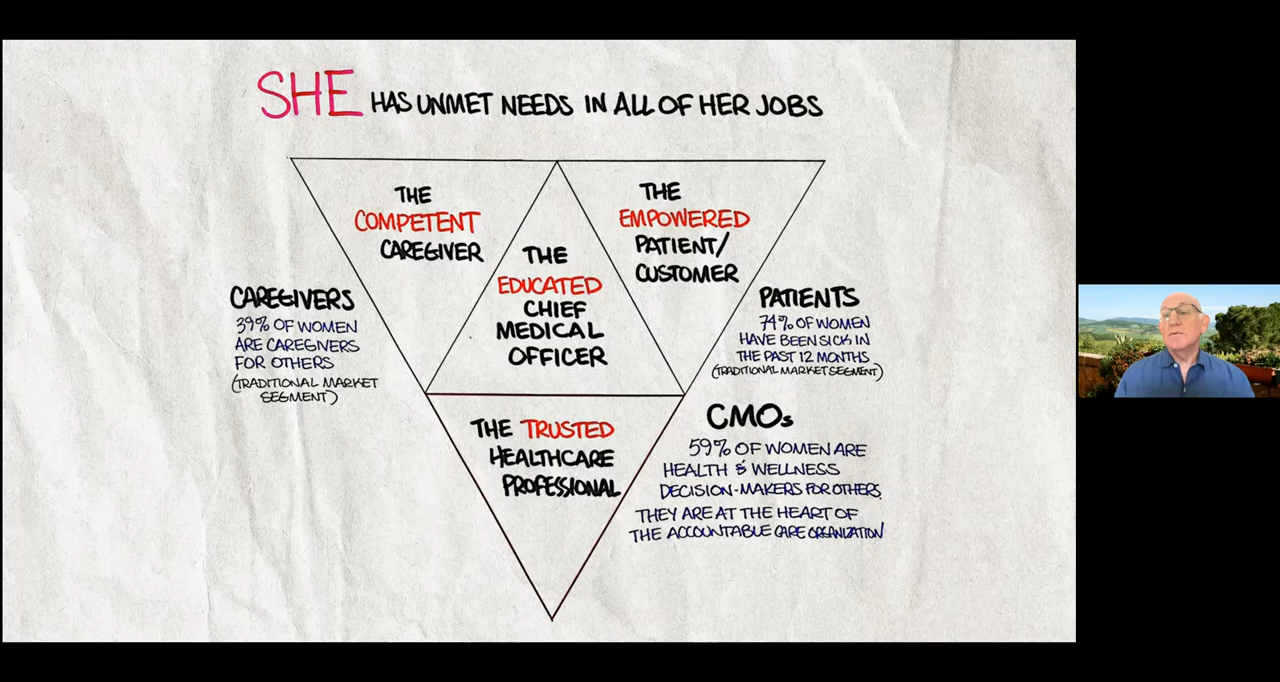 SHE HAS UNMET NEEDS IN ALL OF HER JOBS
THE
COMPETENT
CAREGIVER
THE
EMPOWERED
PATIENT/
CUSTOMER
THE
EDUCATED
CHIEF
MEDICAL
OFFICER
CAREGIVERS
39% OF WOMEN
ARE CAREGIVERS
FOR OTHERS
(TRADITIONAL MARKET
SEGMENT)
PATIENTS
74% OF WOMEN
HAVE BEEN SICK IN
THE PAST 12 MONTHS
(TRADITIONAL MARKET SEGMENT)
THE TRUSTED
HEALTHCARE
PROFESSIONAL
CMOs
59% OF WOMEN ARE
HEALTH & WELLNESS
DECISION-MAKERS FOR OTHERS.
THEY ARE AT THE HEART OF
THE ACCOUNTABLE CARE ORGANIZATION